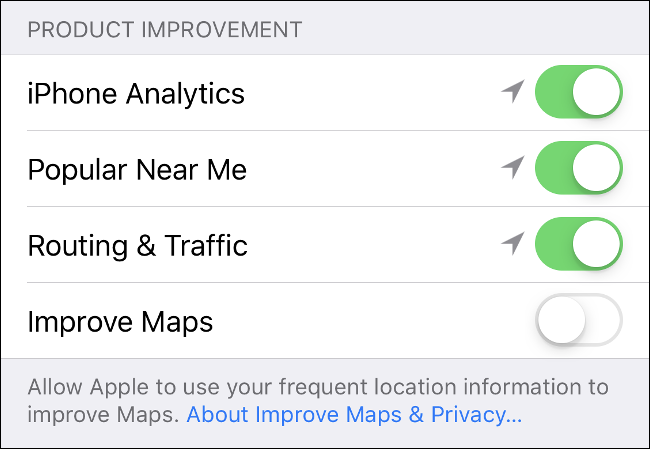 PRODUCT IMPROVEMENT
iPhone Analytics
Popular Near Me
Routing & Traffic
Improve Maps
Allow Apple to use your frequent location information to
improve Maps. About Improve Maps & Privacy...